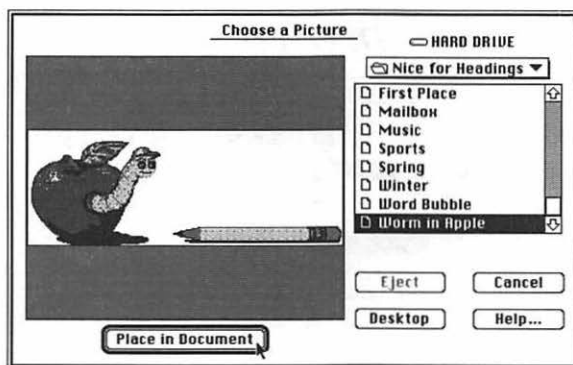 Choose a Picture
HARD DRIVE
Nice for Headings
First Place
Mailbox
Music
Sports
Spring
Winter
Word Bubble
Worm in Apple
Eject
Cancel
Desktop
Help...
Place in Document